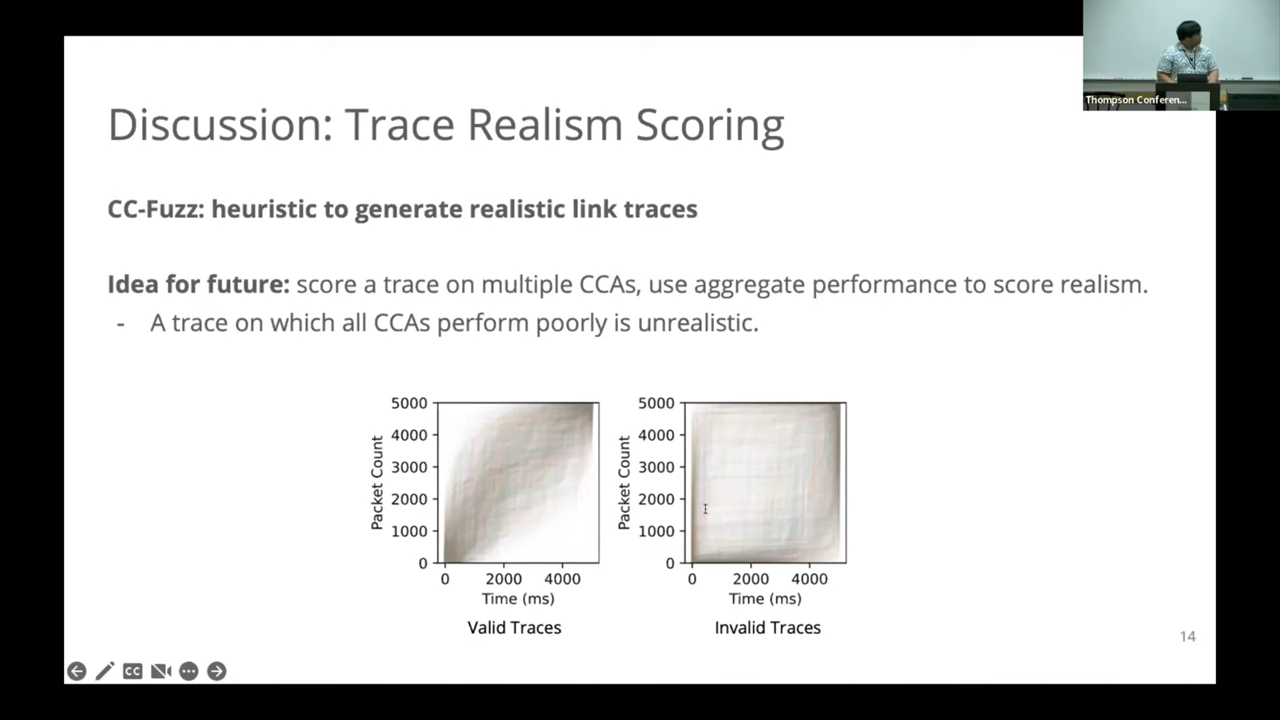 Thompson Conferen...
Discussion: Trace Realism Scoring
CC-Fuzz: heuristic to generate realistic link traces
Idea for future: score a trace on multiple CCAs, use aggregate performance to score realism.
- A trace on which all CCAs perform poorly is unrealistic.
Packet Count
5000
4000
3000
2000
1000
0
0 2000 4000
Time (ms)
Valid Traces
Packet Count
5000
4000
3000
2000
1000
0
0 2000 4000
Time (ms)
Invalid Traces
14
CC